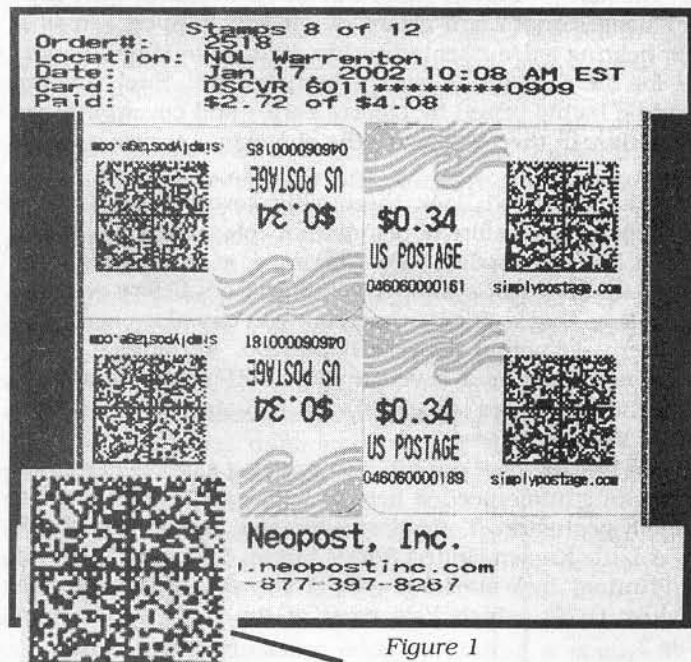 Stamps 8 of 12
Order#: 2518
Location: NOL Warrenton
Date: Jan 17, 2002 10:08 AM EST
Card: DSCVR 6011********0909
Paid: $2.72 of $4.08
simplypostage.com
046060000185
US POSTAGE
$0.34
$0.34
US POSTAGE
046060000161
simplypostage.com
simplypostage.com
046060000181
US POSTAGE
$0.34
$0.34
US POSTAGE
046060000189
simplypostage.com
Neopost, Inc.
.neopostinc.com
-877-397-8267
Figure 1